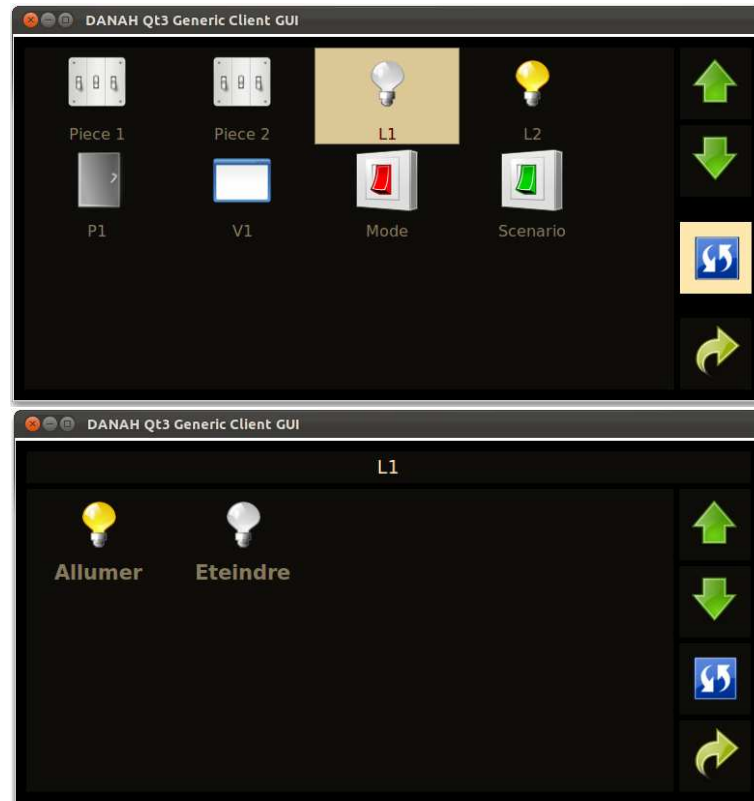 DANAH Qt3 Generic Client GUI
Piece 1 Piece 2 L1 L2
P1 V1 Mode Scenario
DANAH Qt3 Generic Client GUI
L1
Allumer Eteindre